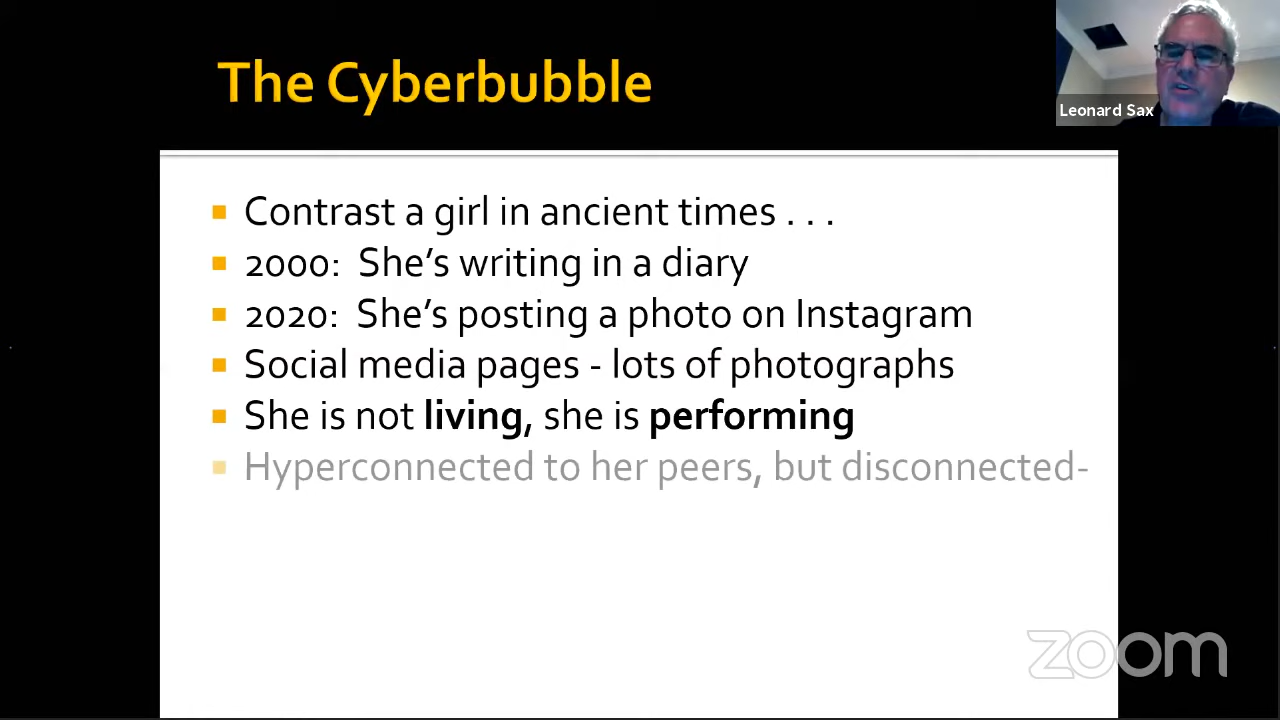 The Cyberbubble
Leonard Sax
Contrast a girl in ancient times . . .
2000: She’s writing in a diary
2020: She’s posting a photo on Instagram
Social media pages - lots of photographs
She is not living, she is performing
Hyperconnected to her peers, but disconnected-
zoom